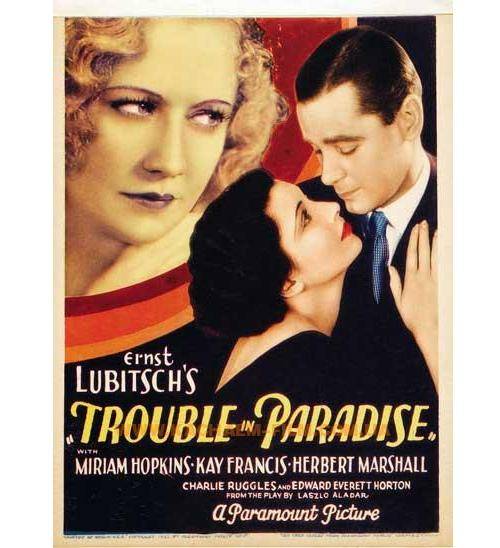 Ernst
LUBITSCH'S
"TROUBLE IN PARADISE"
WITH
MIRIAM HOPKINS · KAY FRANCIS · HERBERT MARSHALL
CHARLIE RUGGLES AND EDWARD EVERETT HORTON
FROM THE PLAY BY LASZLO ALADAR
A Paramount Picture